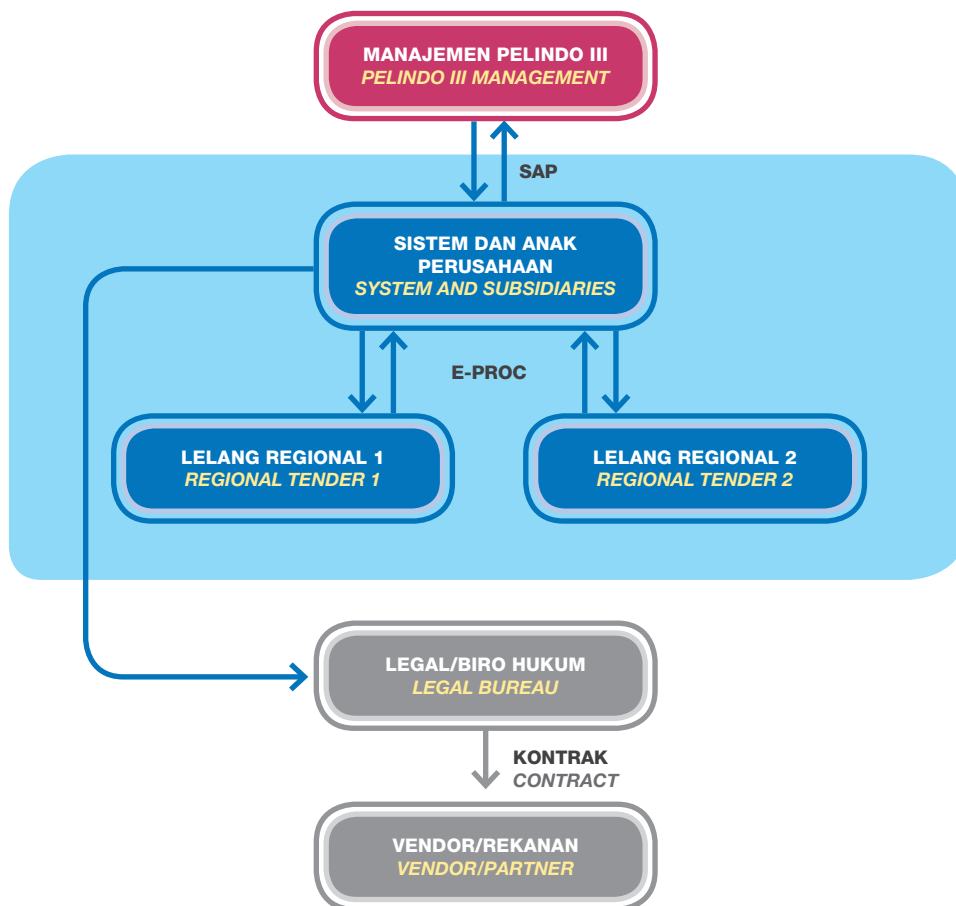 MANAJEMEN PELINDO III
PELINDO III MANAGEMENT
SAP
SISTEM DAN ANAK
PERUSAHAAN
SYSTEM AND SUBSIDIARIES
E-PROC
LELANG REGIONAL 1
REGIONAL TENDER 1
LELANG REGIONAL 2
REGIONAL TENDER 2
LEGAL/BIRO HUKUM
LEGAL BUREAU
KONTRAK
CONTRACT
VENDOR/REKANAN
VENDOR/PARTNER